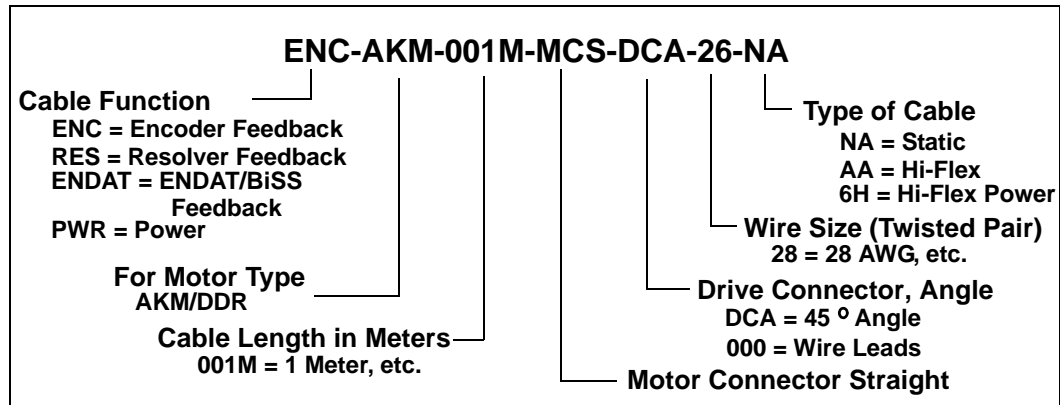 ENC-AKM-001M-MCS-DCA-26-NA
Cable Function
ENC = Encoder Feedback
RES = Resolver Feedback
ENDAT = ENDAT/BiSS
Feedback
PWR = Power
For Motor Type
AKM/DDR
Cable Length in Meters
001M = 1 Meter, etc.
Type of Cable
NA = Static
AA = Hi-Flex
6H = Hi-Flex Power
Wire Size (Twisted Pair)
28 = 28 AWG, etc.
Drive Connector, Angle
DCA = 45 º Angle
000 = Wire Leads
Motor Connector Straight